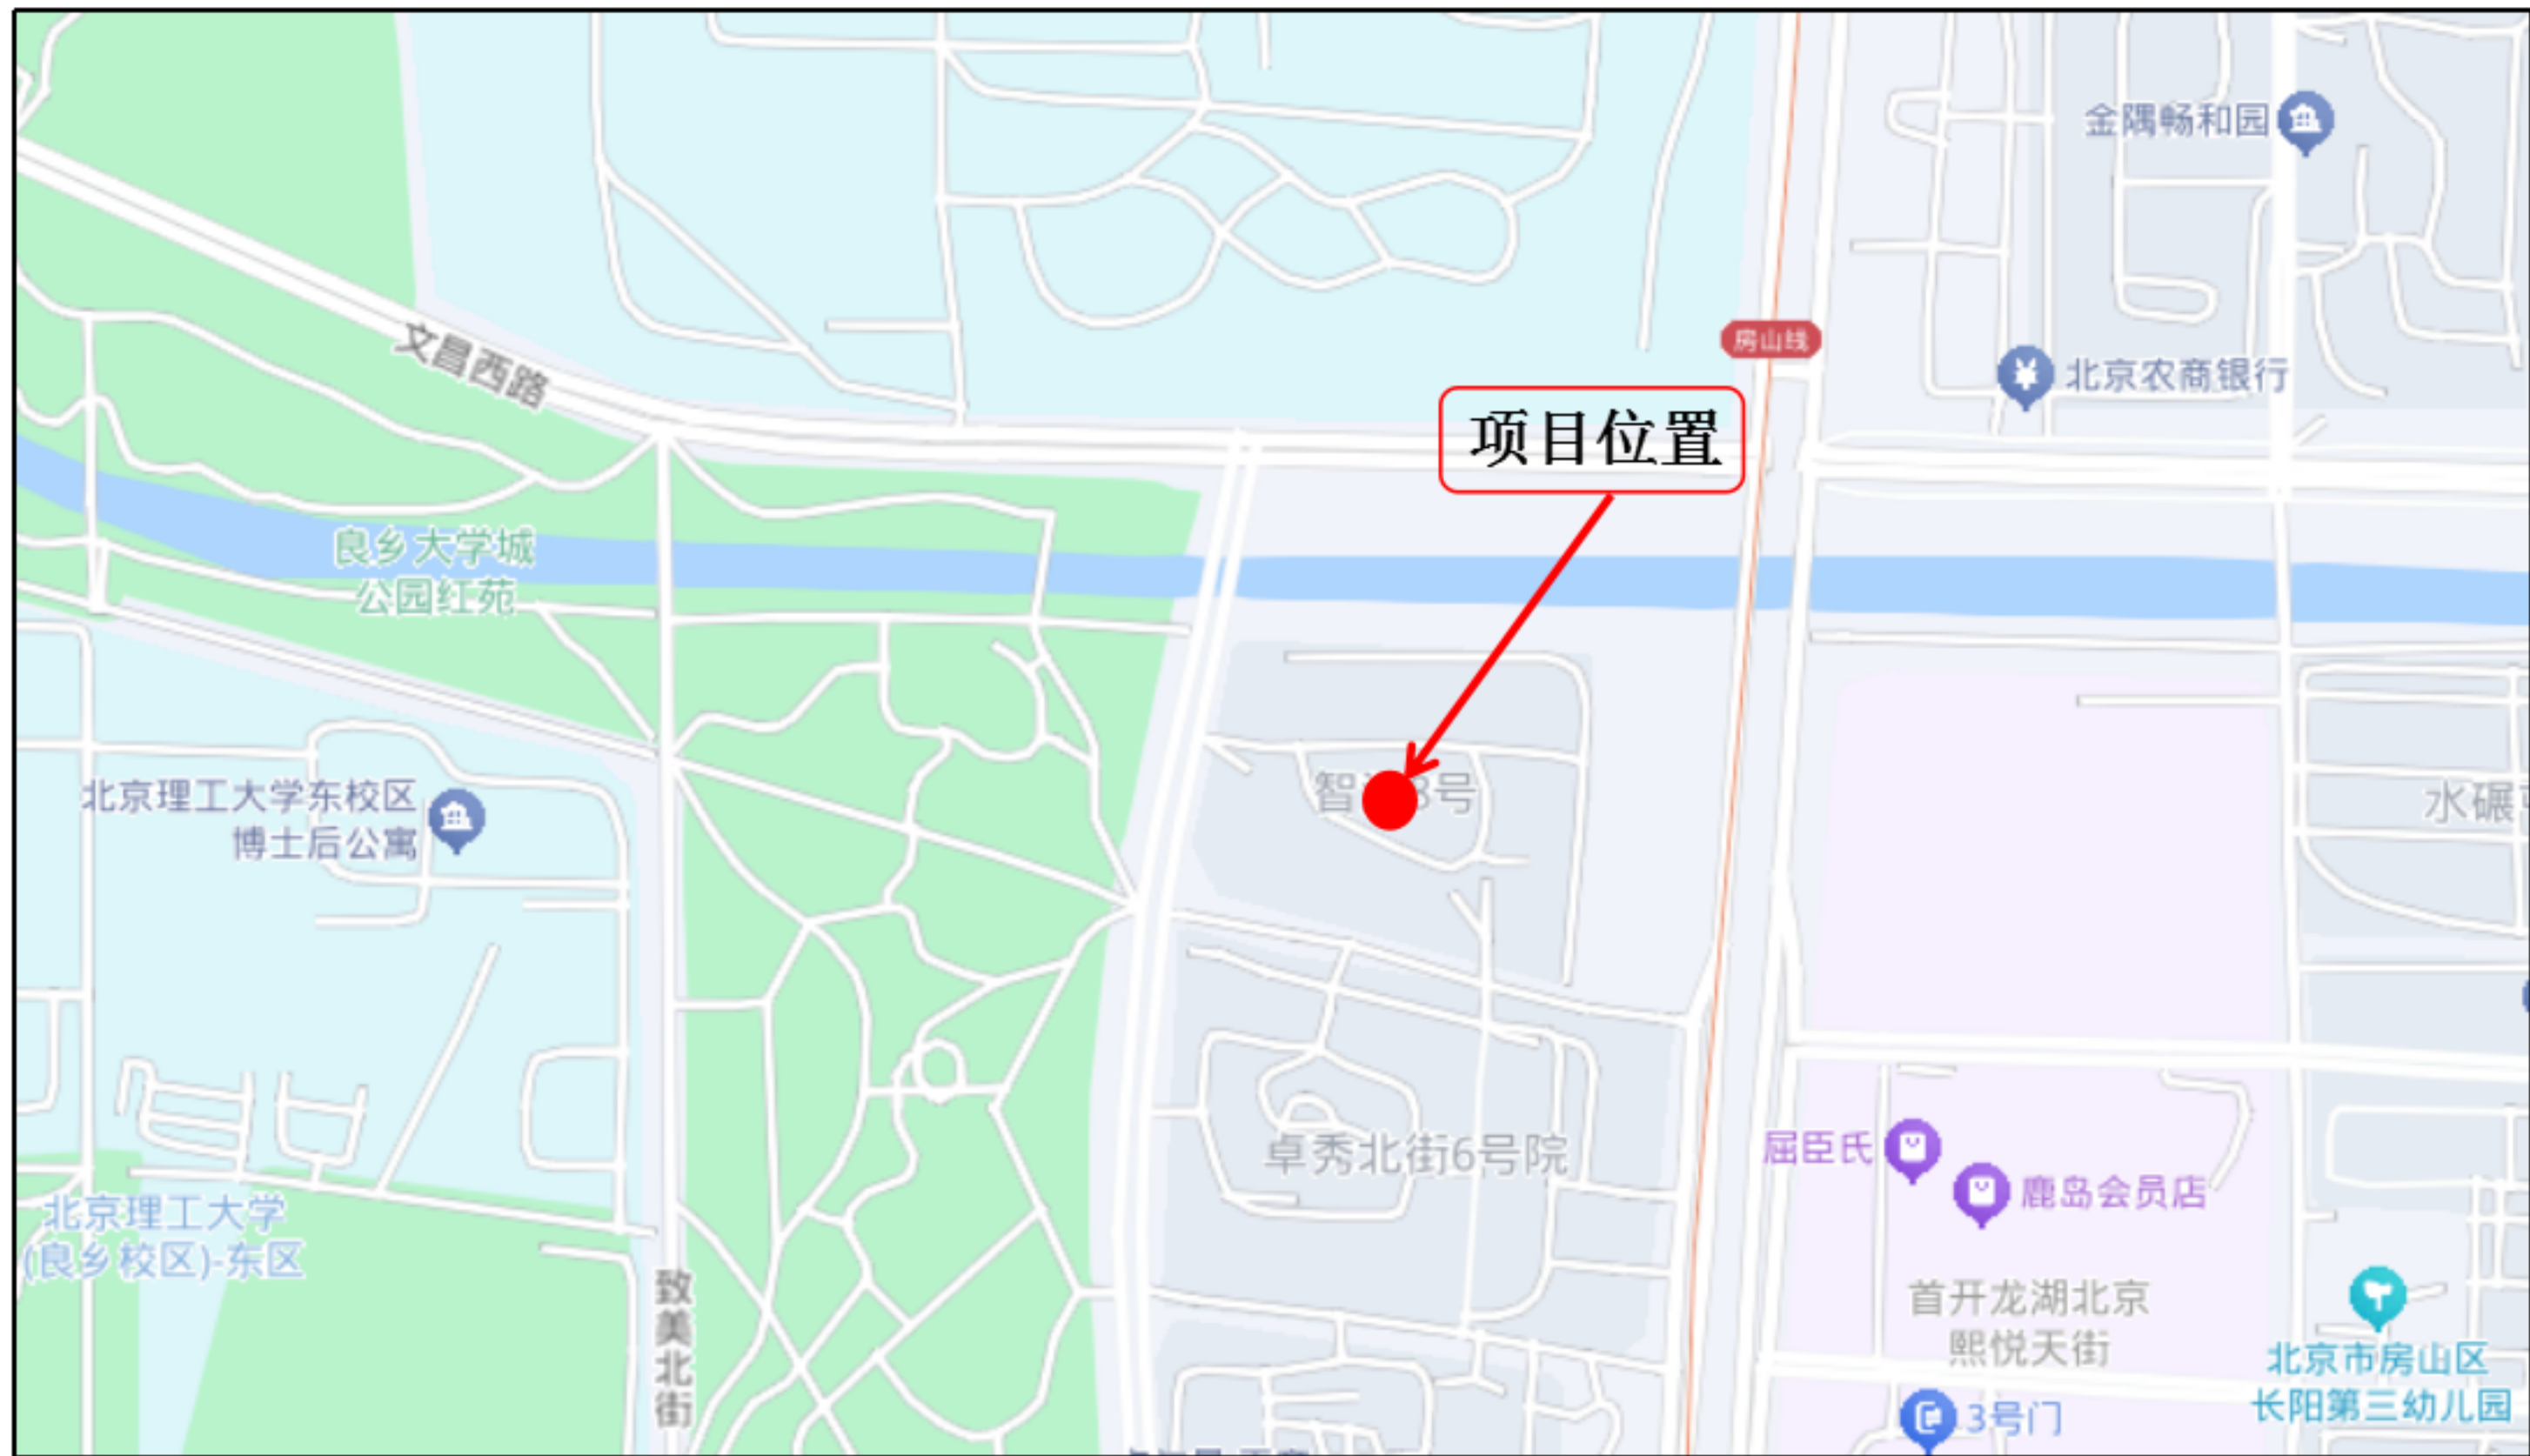 金隅畅和园
文昌西路
房山线
北京农商银行
项目位置
良乡大学城
公园红苑
北京理工大学东校区
博士后公寓
智
3号
水碾
卓秀北街6号院
屈臣氏
鹿岛会员店
北京理工大学
(良乡校区)-东区
致美北街
首开龙湖北京
熙悦天街
北京市房山区
长阳第三幼儿园
3号门